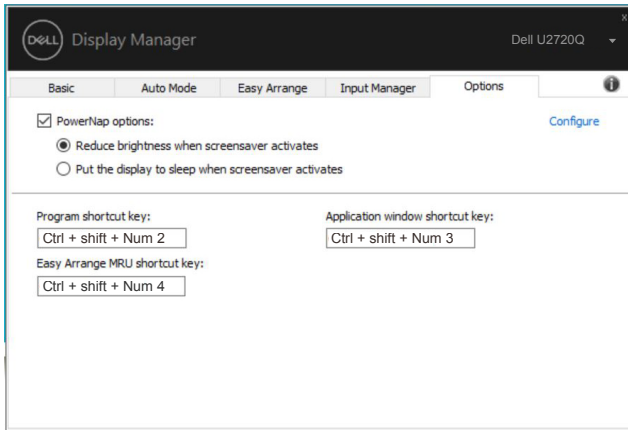 x
DELL Display Manager
Dell U2720Q
Basic Auto Mode Easy Arrange Input Manager Options
PowerNap options:
Configure
Reduce brightness when screensaver activates
Put the display to sleep when screensaver activates
Program shortcut key:
Application window shortcut key:
Ctrl + shift + Num 2
Ctrl + shift + Num 3
Easy Arrange MRU shortcut key:
Ctrl + shift + Num 4